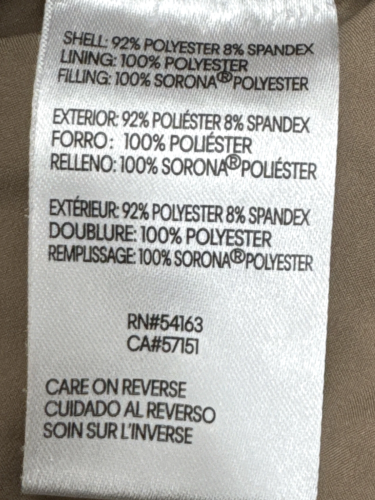 SHELL: 92% POLYESTER 8% SPANDEX
LINING: 100% POLYESTER
FILLING: 100% SORONA®POLYESTER
EXTERIOR: 92% POLIÉSTER 8% SPANDEX
FORRO: 100% POLIÉSTER
RELLENO: 100% SORONA®POLIÉSTER
EXTÉRIEUR: 92% POLYESTER 8% SPANDEX
DOUBLURE: 100% POLYESTER
REMPLISSAGE: 100% SORONA®POLYESTER
RN#54163
CA#57151
CARE ON REVERSE
CUIDADO AL REVERSO
SOIN SUR L'INVERSE